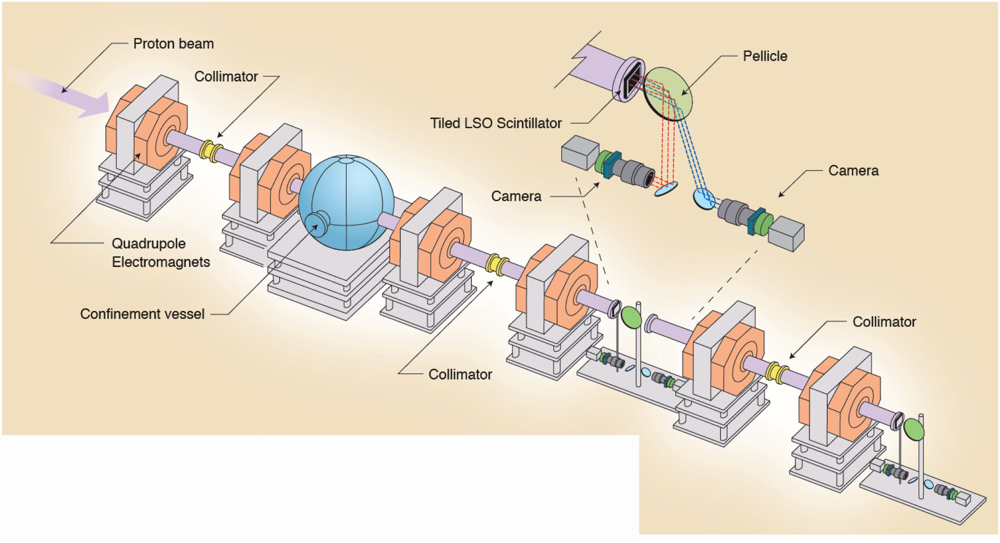 Proton beam
Collimator
Pellicle
Tiled LSO Scintillator
Camera
Camera
Quadrupole
Electromagnets
Confinement vessel
Collimator
Collimator